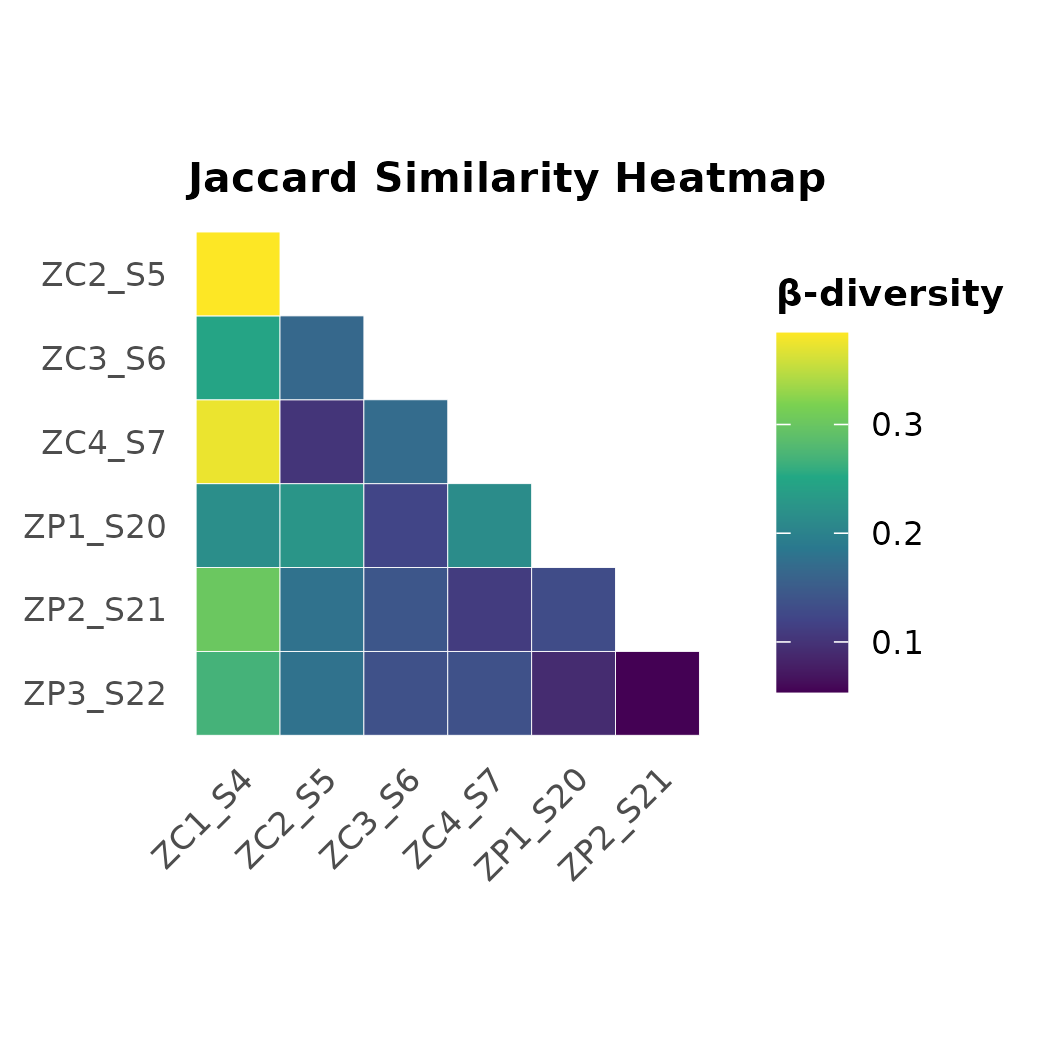 Jaccard Similarity Heatmap
ZC2_S5
ZC3_S6
ZC4_S7
ZP1_S20
ZP2_S21
ZP3_S22
ZC1_S4
ZC2_S5
ZC3_S6
ZC4_S7
ZP1_S20
ZP2_S21
β-diversity
0.3
0.2
0.1